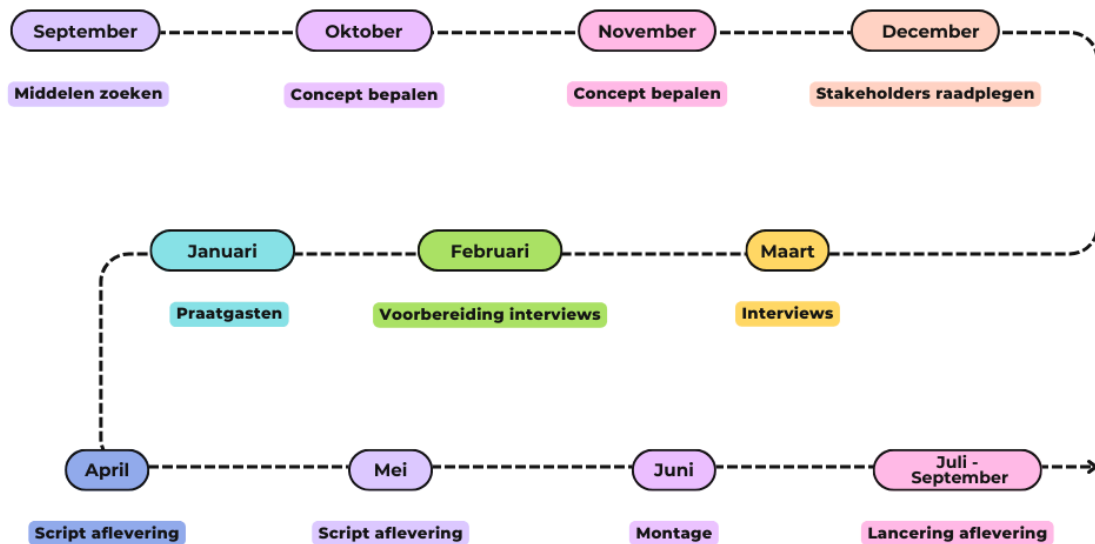 September
Oktober
November
December
Middelen zoeken
Concept bepalen
Concept bepalen
Stakeholders raadplegen
Januari
Februari
Maart
Praatgasten
Voorbereiding interviews
Interviews
April
Mei
Juni
Juli -
September
Script aflevering
Script aflevering
Montage
Lancering aflevering